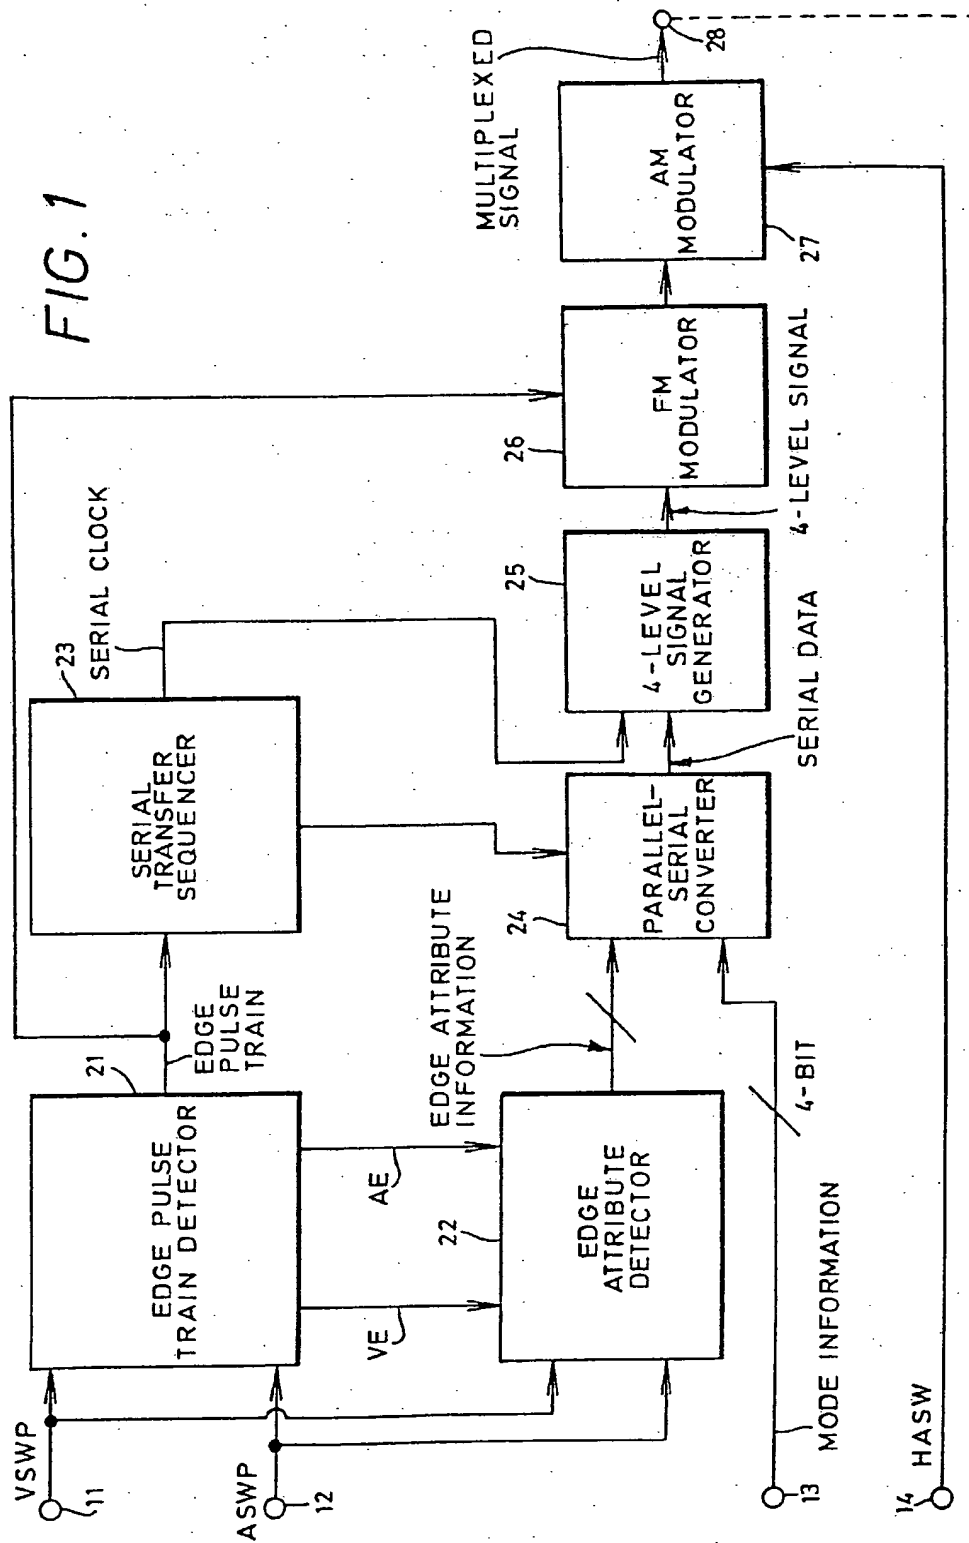 FIG. 1
VSWP
11
ASWP
12
EDGE PULSE
TRAIN DETECTOR
21
EDGE
PULSE
TRAIN
SERIAL
TRANSFER
SEQUENCER
23
SERIAL CLOCK
VE
AE
22
EDGE
ATTRIBUTE
DETECTOR
EDGE ATTRIBUTE
INFORMATION
24
PARALLEL-
SERIAL
CONVERTER
SERIAL DATA
25
4-LEVEL
SIGNAL
GENERATOR
4-LEVEL SIGNAL
26
FM
MODULATOR
AM
MODULATOR
27
MULTIPLEXED
SIGNAL
28
13
MODE INFORMATION
4-BIT
14
HASW